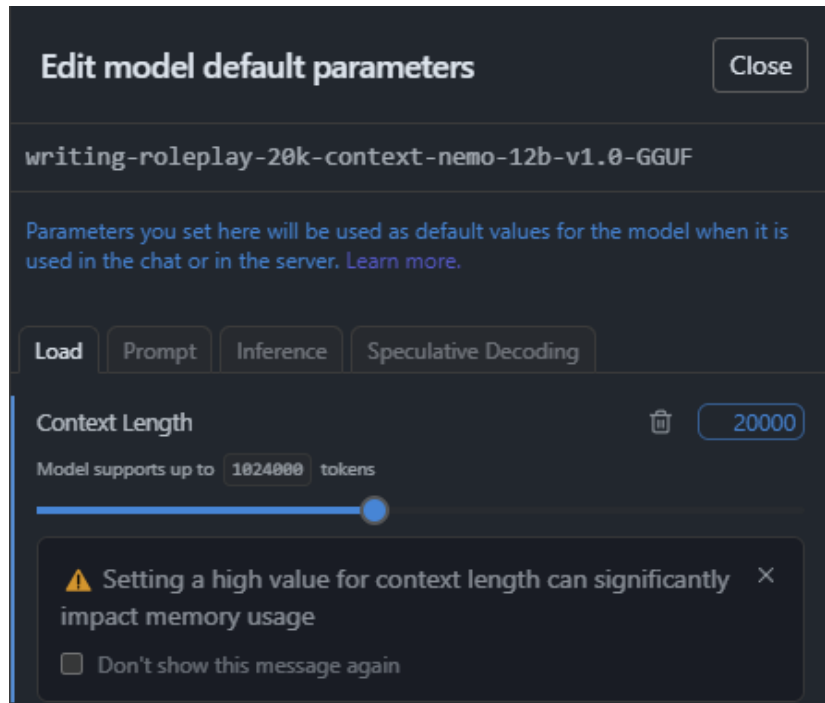 Edit model default parameters
Close
writing-roleplay-20k-context-nemo-12b-v1.0-GGUF
Parameters you set here will be used as default values for the model when it is
used in the chat or in the server. Learn more.
Load Prompt Inference Speculative Decoding
Context Length 20000
Model supports up to 1024000 tokens
Setting a high value for context length can significantly
impact memory usage
Don't show this message again